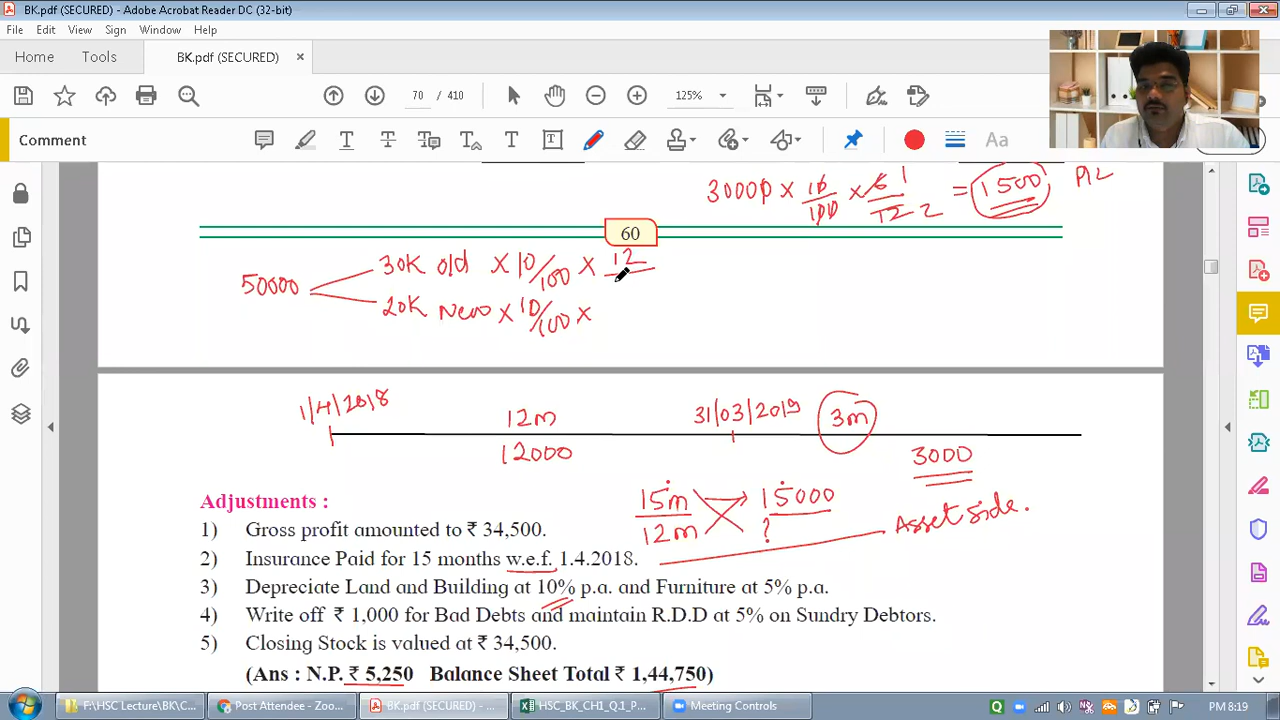 BK.pdf (SECURED) - Adobe Acrobat Reader DC (32-bit)
File Edit View Sign Window Help
Home Tools BK.pdf (SECURED) ×
70 / 410 125%
Comment Aa
30000 × 10/100 × 6/12 1 2 = 1500 P/L
60
50000
30K old × 10/100 × 12
20K New × 10/100 ×
1/4/2018 12m 31/03/2019 3m
12000 3000
15m 15000
12m ? Asset side.
Adjustments :
1) Gross profit amounted to ₹ 34,500.
2) Insurance Paid for 15 months w.e.f. 1.4.2018.
3) Depreciate Land and Building at 10% p.a. and Furniture at 5% p.a.
4) Write off ₹ 1,000 for Bad Debts and maintain R.D.D at 5% on Sundry Debtors.
5) Closing Stock is valued at ₹ 34,500.
(Ans : N.P. ₹ 5,250 Balance Sheet Total ₹ 1,44,750)
F:\HSC Lecture\BK\C... Post Attendee - Zoo... BK.pdf (SECURED) - ... HSC_BK_CH1_Q.1_P... Meeting Controls PM 8:19